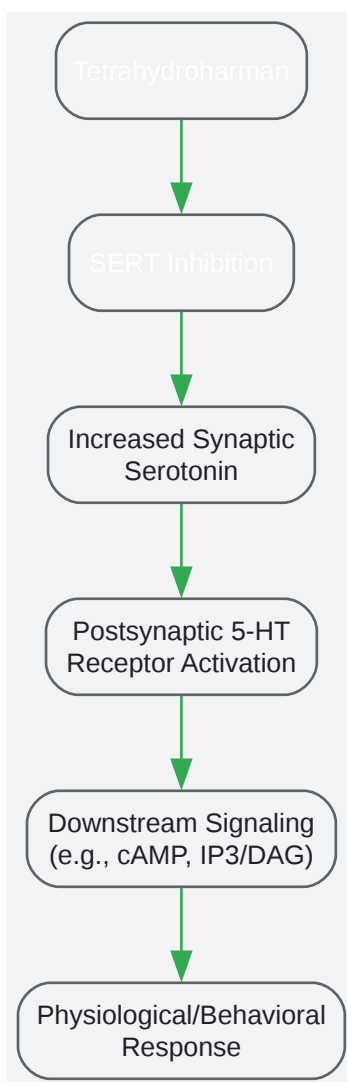 Tetrahydroharman
SERT Inhibition
Increased Synaptic
Serotonin
Postsynaptic 5-HT
Receptor Activation
Downstream Signaling
(e.g., cAMP, IP3/DAG)
Physiological/Behavioral
Response